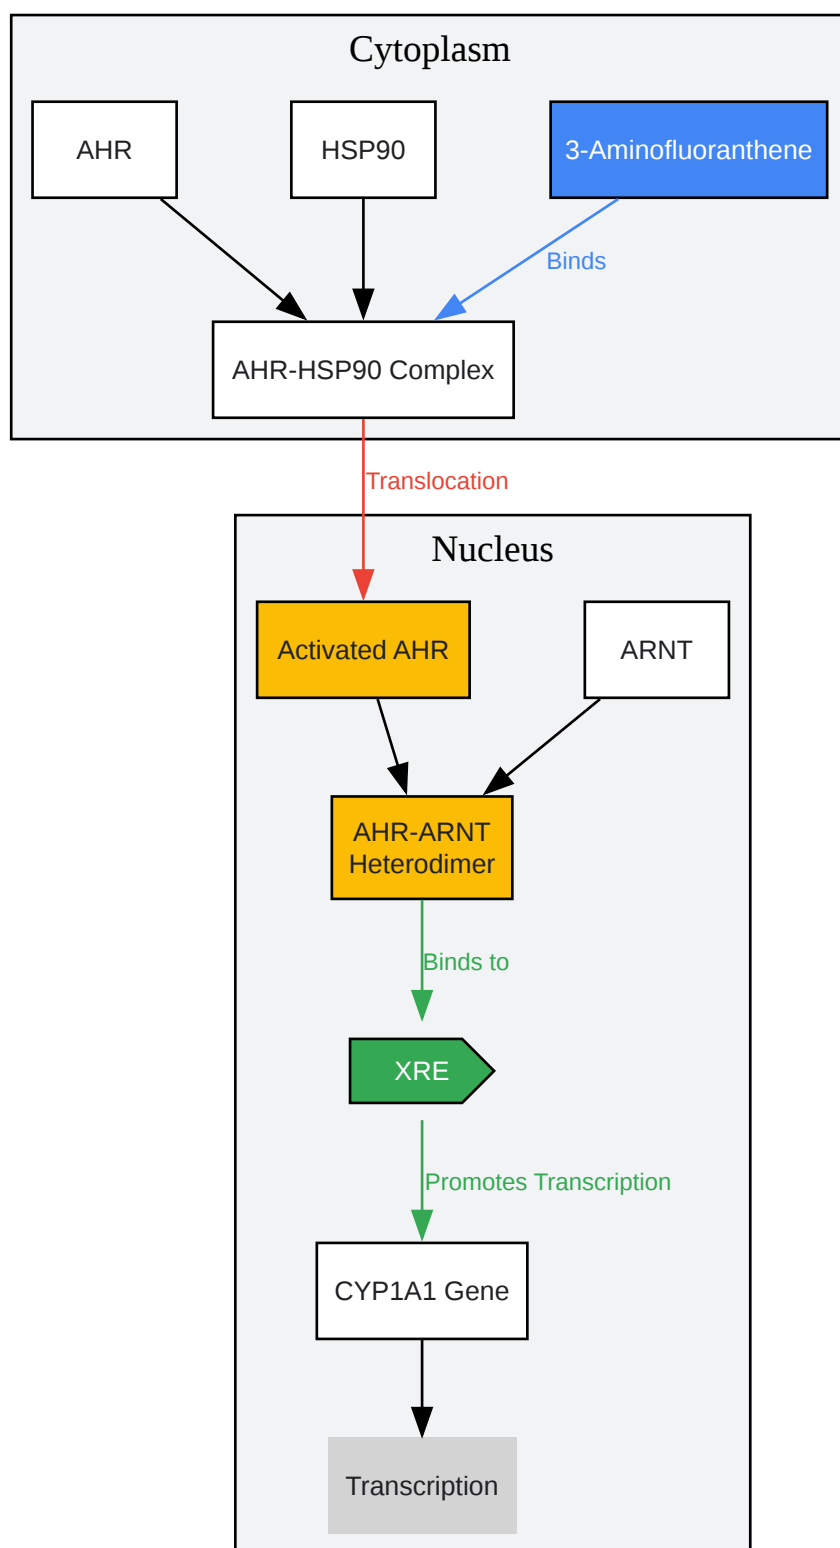 Cytoplasm
AHR
HSP90
3-Aminofluoranthene
Binds
AHR-HSP90 Complex
Translocation
Nucleus
Activated AHR
ARNT
AHR-ARNT
Heterodimer
Binds to
XRE
Promotes Transcription
CYP1A1 Gene
Transcription